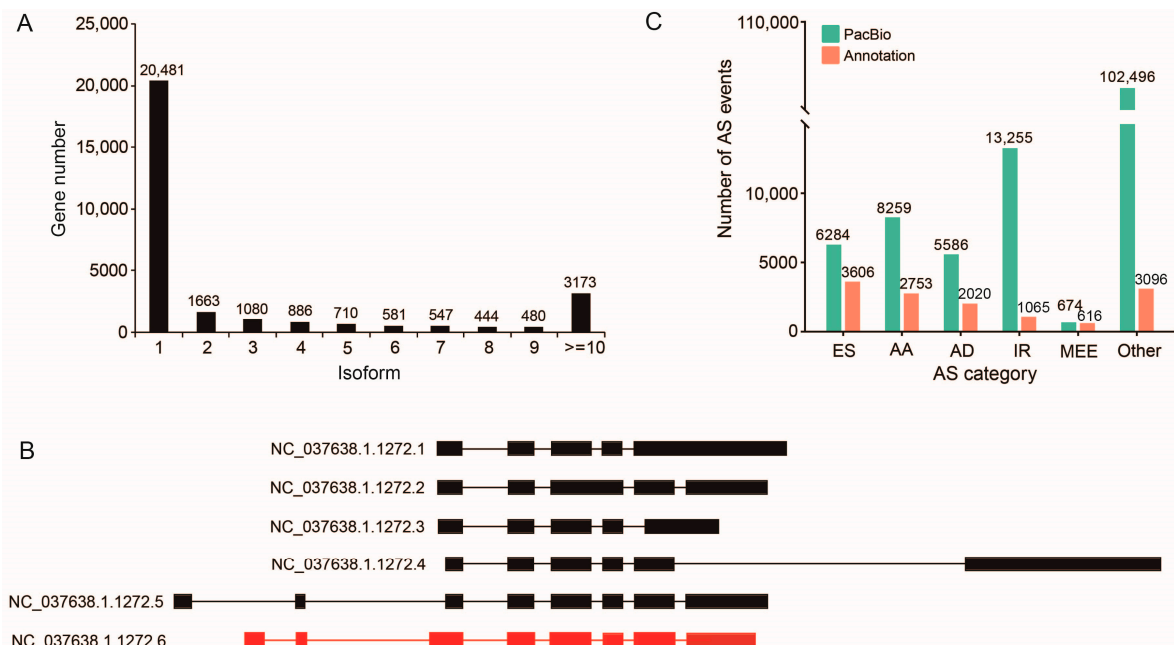 A
25,000
20,000
15,000
10,000
5000
0
Gene number
20,481
1663
1080
886
710
581
547
444
480
3173
1 2 3 4 5 6 7 8 9 >=10
Isoform
C
110,000
10,000
5000
0
Number of AS events
PacBio
Annotation
6284
3606
8259
2753
5586
2020
13,255
1065
674
616
102,496
3096
ES AA AD IR MEE Other
AS category
B
NC_037638.1.1272.1
NC_037638.1.1272.2
NC_037638.1.1272.3
NC_037638.1.1272.4
NC_037638.1.1272.5
NC_037638.1.1272.6